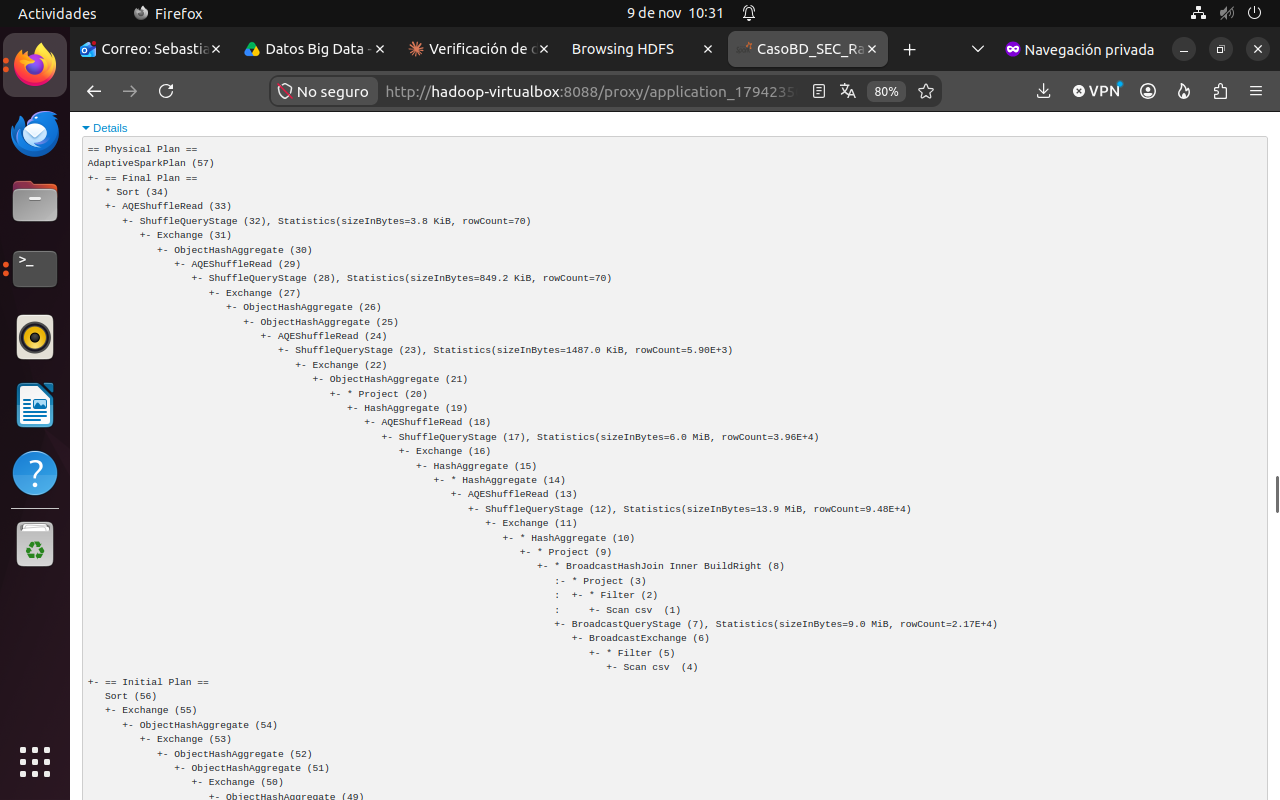 Actividades
Firefox
9 de nov 10:31
Correo: Sebastia
Datos Big Data -
Verificación de
Browsing HDFS
CasoBD_SEC_Ra
Navegación privada
No seguro
http://hadoop-virtualbox:8088/proxy/application_1794235
80%
VPN
Details
== Physical Plan ==
AdaptiveSparkPlan (57)
+- == Final Plan ==
   * Sort (34)
   +- AQEShuffleRead (33)
      +- ShuffleQueryStage (32), Statistics(sizeInBytes=3.8 KiB, rowCount=70)
         +- Exchange (31)
            +- ObjectHashAggregate (30)
               +- AQEShuffleRead (29)
                  +- ShuffleQueryStage (28), Statistics(sizeInBytes=849.2 KiB, rowCount=70)
                     +- Exchange (27)
                        +- ObjectHashAggregate (26)
                           +- ObjectHashAggregate (25)
                              +- AQEShuffleRead (24)
                                 +- ShuffleQueryStage (23), Statistics(sizeInBytes=1487.0 KiB, rowCount=5.90E+3)
                                    +- Exchange (22)
                                       +- ObjectHashAggregate (21)
                                          +- * Project (20)
                                             +- HashAggregate (19)
                                                +- AQEShuffleRead (18)
                                                   +- ShuffleQueryStage (17), Statistics(sizeInBytes=6.0 MiB, rowCount=3.96E+4)
                                                      +- Exchange (16)
                                                         +- HashAggregate (15)
                                                            +- * HashAggregate (14)
                                                               +- AQEShuffleRead (13)
                                                                  +- ShuffleQueryStage (12), Statistics(sizeInBytes=13.9 MiB, rowCount=9.48E+4)
                                                                     +- Exchange (11)
                                                                        +- * HashAggregate (10)
                                                                           +- * Project (9)
                                                                              +- * BroadcastHashJoin Inner BuildRight (8)
                                                                                 :- * Project (3)
                                                                                 :  +- * Filter (2)
                                                                                 :     +- Scan csv  (1)
                                                                                 +- BroadcastQueryStage (7), Statistics(sizeInBytes=9.0 MiB, rowCount=2.17E+4)
                                                                                    +- BroadcastExchange (6)
                                                                                       +- * Filter (5)
                                                                                          +- Scan csv  (4)
+- == Initial Plan ==
   Sort (56)
   +- Exchange (55)
      +- ObjectHashAggregate (54)
         +- Exchange (53)
            +- ObjectHashAggregate (52)
               +- ObjectHashAggregate (51)
                  +- Exchange (50)
                     +- ObjectHashAggregate (49)